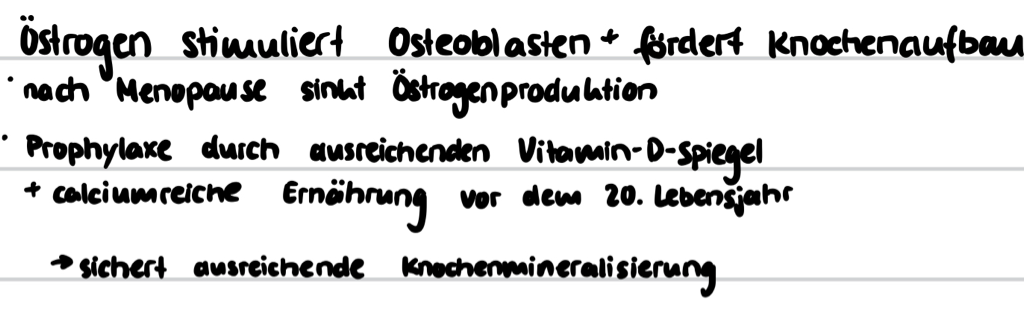 Östrogen stimuliert Osteoblasten + fördert Knochenaufbau
· nach Menopause sinkt Östrogenproduktion
· Prophylaxe durch ausreichenden Vitamin-D-Spiegel
+ calciumreiche Ernährung vor dem 20. Lebensjahr
→ sichert ausreichende Knochenmineralisierung